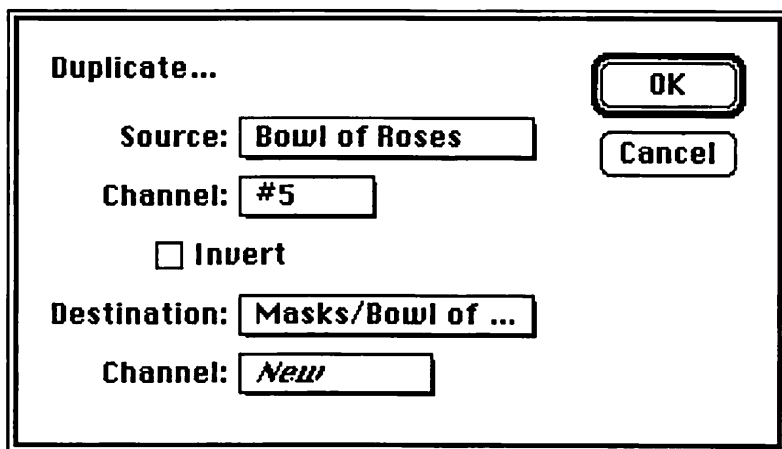 Duplicate...
OK
Source: Bowl of Roses
Cancel
Channel: #5
Invert
Destination: Masks/Bowl of ...
Channel: New